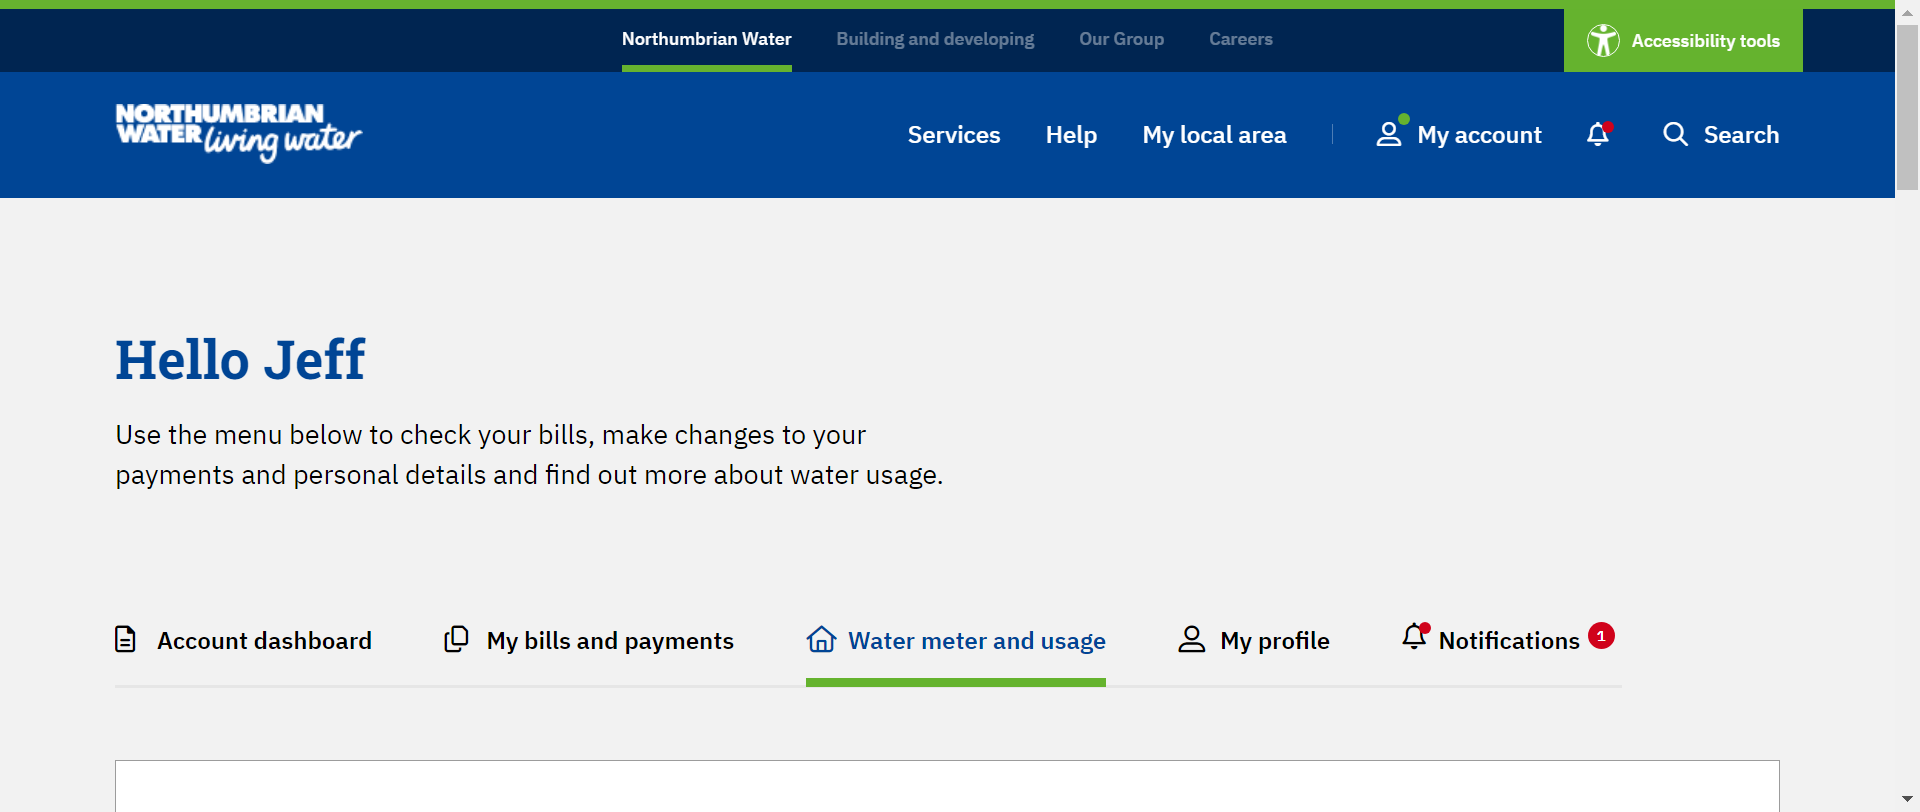 Northumbrian Water
Building and developing
Our Group
Careers
Accessibility tools
NORTHUMBRIAN
WATER living water
Services
Help
My local area
My account
Search
Hello Jeff
Use the menu below to check your bills, make changes to your
payments and personal details and find out more about water usage.
Account dashboard
My bills and payments
Water meter and usage
My profile
Notifications 1